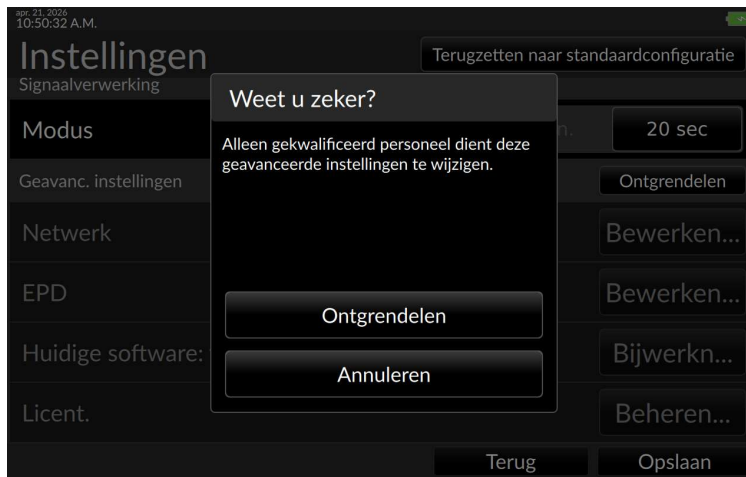 apr. 21, 2026
10:50:32 A.M.
Instellingen
Terugzetten naar standaardconfiguratie
Signaalverwerking
Weet u zeker?
Modus
n.
20 sec
Alleen gekwalificeerd personeel dient deze
geavanceerde instellingen te wijzigen.
Geavanc. instellingen
Ontgrendelen
Netwerk
Bewerken...
EPD
Bewerken...
Ontgrendelen
Huidige software:
Bijwerkn...
Annuleren
Licent.
Beheren...
Terug
Opslaan